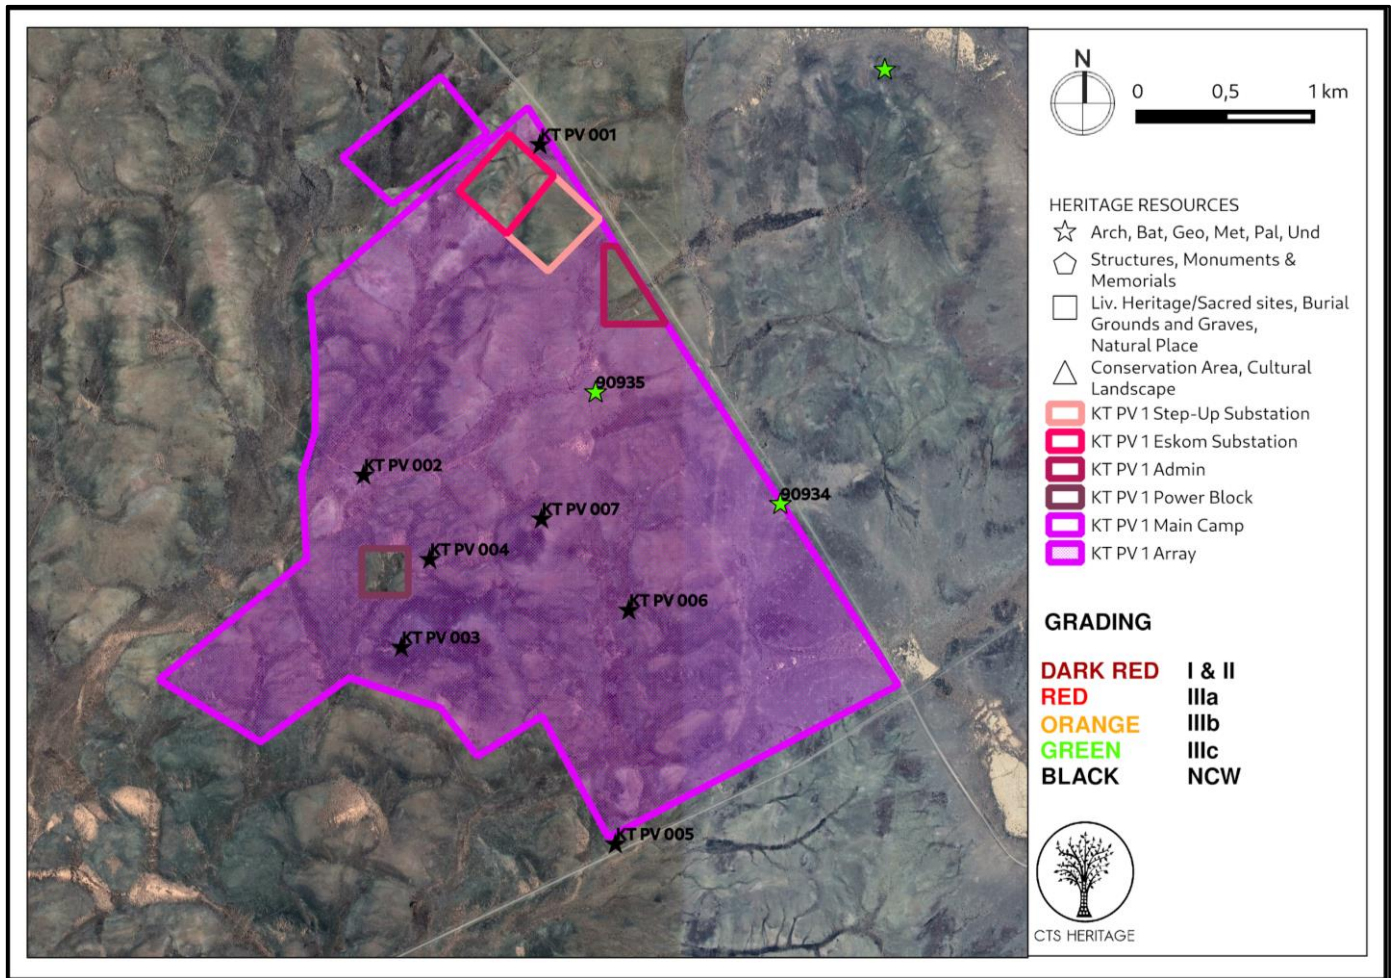 KT PV 001
90935
KT PV 002
90934
KT PV 007
KT PV 004
KT PV 006
KT PV 003
KT PV 005
N
0 0,5 1 km
HERITAGE RESOURCES
Arch, Bat, Geo, Met, Pal, Und
Structures, Monuments &
Memorials
Liv. Heritage/Sacred sites, Burial
Grounds and Graves,
Natural Place
Conservation Area, Cultural
Landscape
KT PV 1 Step-Up Substation
KT PV 1 Eskom Substation
KT PV 1 Admin
KT PV 1 Power Block
KT PV 1 Main Camp
KT PV 1 Array
GRADING
DARK RED I & II
RED IIIa
ORANGE IIIb
GREEN IIIc
BLACK NCW
CTS HERITAGE